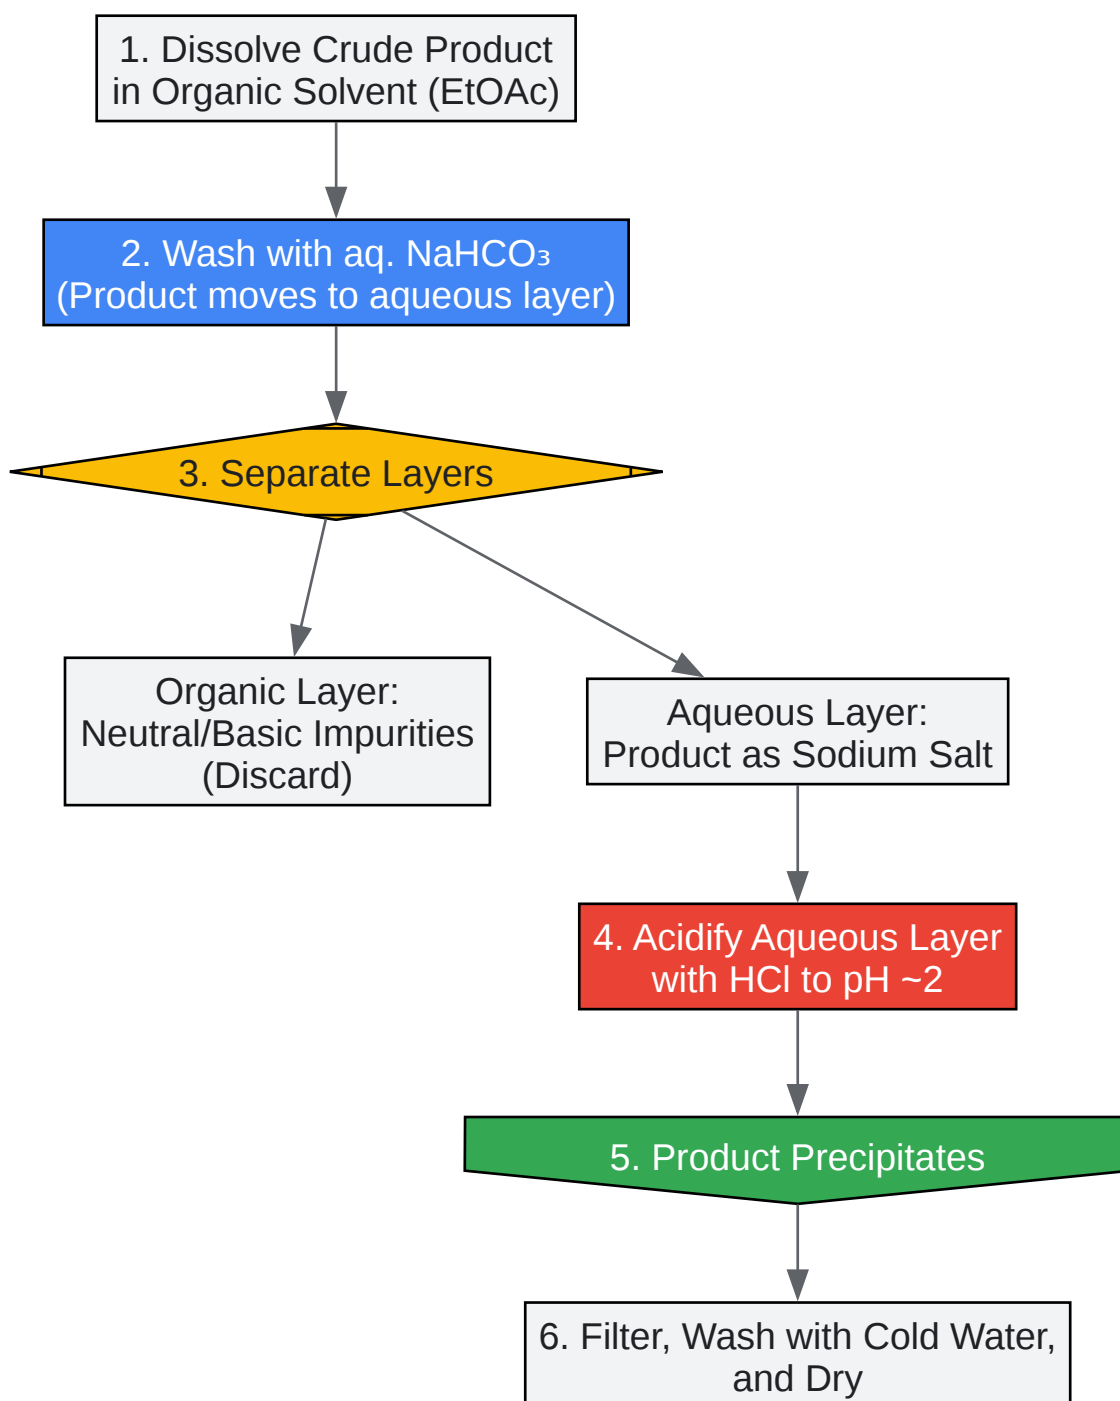 1. Dissolve Crude Product
in Organic Solvent (EtOAc)
2. Wash with aq. NaHCO₃
(Product moves to aqueous layer)
3. Separate Layers
Organic Layer:
Neutral/Basic Impurities
(Discard)
Aqueous Layer:
Product as Sodium Salt
4. Acidify Aqueous Layer
with HCl to pH ~2
5. Product Precipitates
6. Filter, Wash with Cold Water,
and Dry